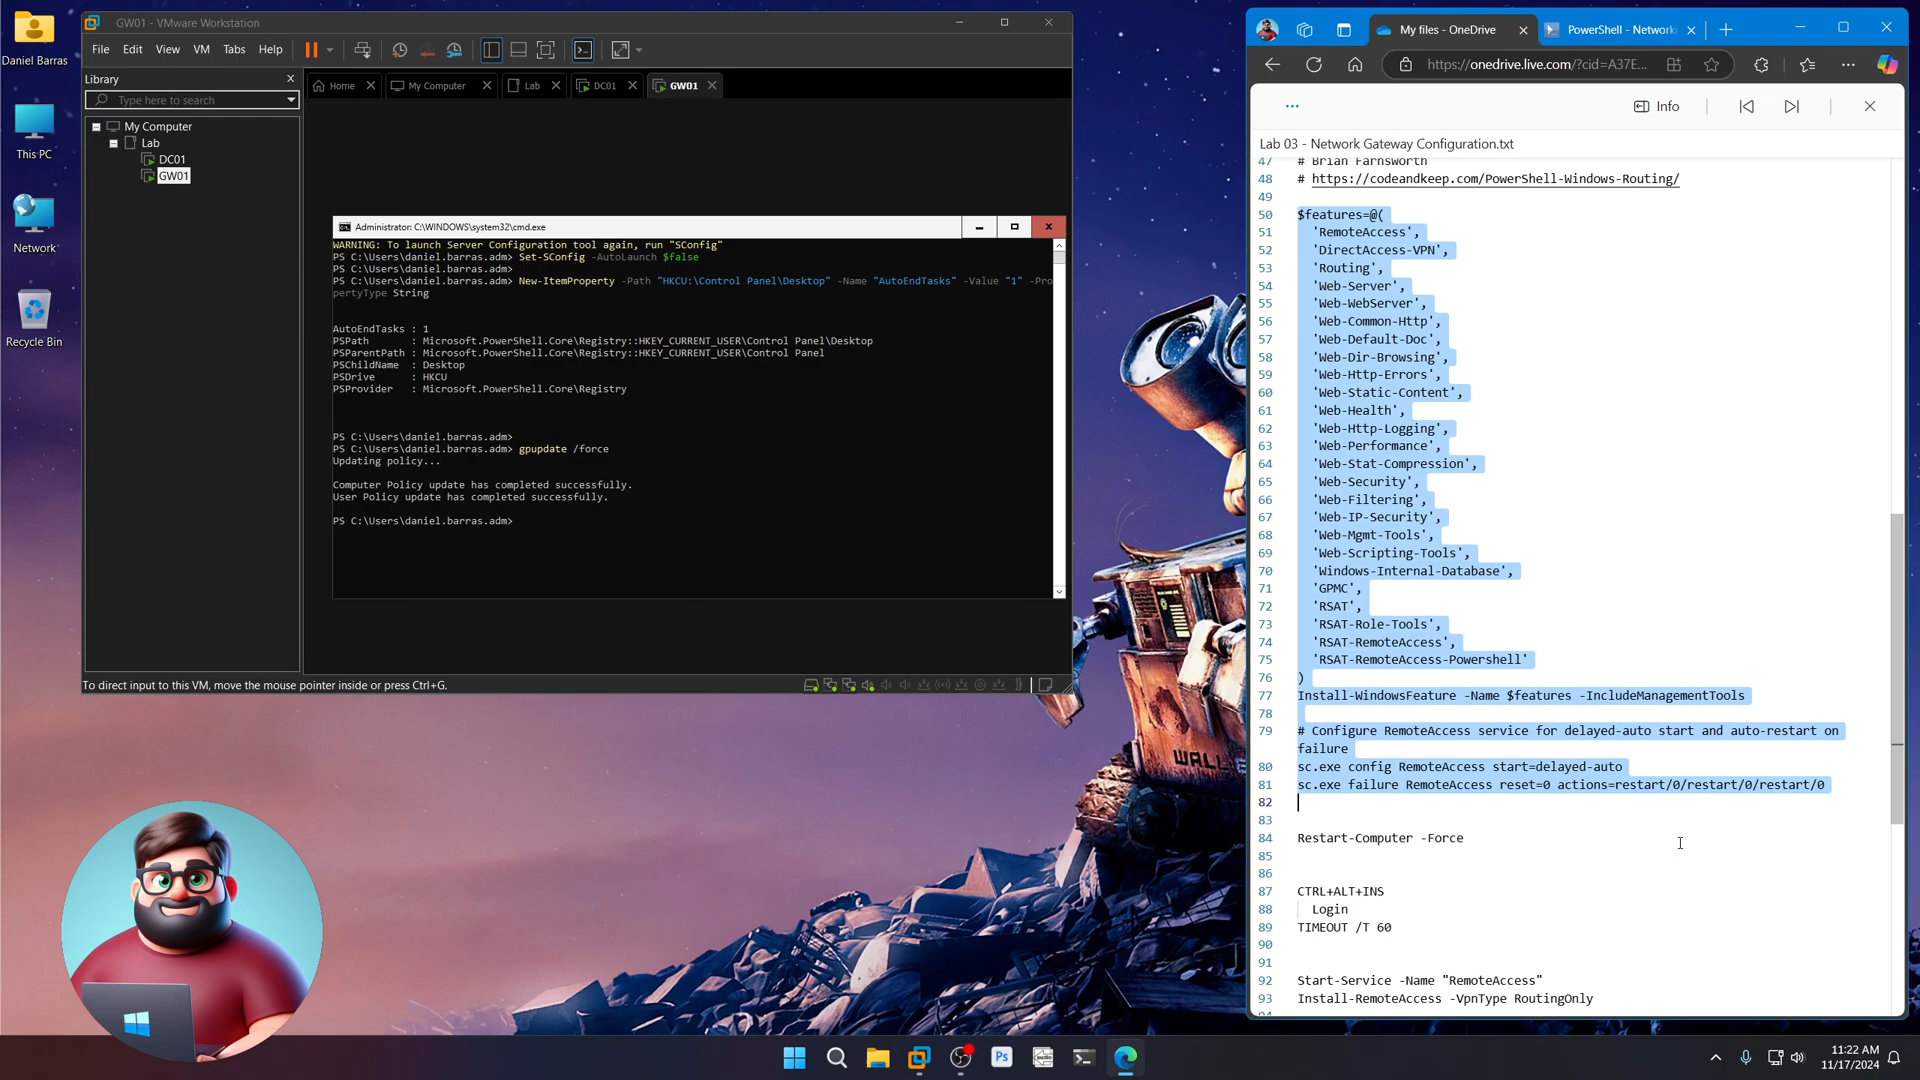 Daniel Barras
This PC
Network
Recycle Bin
GW01 - VMware Workstation
File Edit View VM Tabs Help
Library
Type here to search
My Computer
Lab
DC01
GW01
Home
My Computer
Lab
DC01
GW01
Administrator: C:\WINDOWS\system32\cmd.exe
WARNING: To launch Server Configuration tool again, run "SConfig"
PS C:\Users\daniel.barras.adm> Set-SConfig -AutoLaunch $false
PS C:\Users\daniel.barras.adm>
PS C:\Users\daniel.barras.adm> New-ItemProperty -Path "HKCU:\Control Panel\Desktop" -Name "AutoEndTasks" -Value "1" -Pro
pertyType String
AutoEndTasks : 1
PSPath : Microsoft.PowerShell.Core\Registry::HKEY_CURRENT_USER\Control Panel\Desktop
PSParentPath : Microsoft.PowerShell.Core\Registry::HKEY_CURRENT_USER\Control Panel
PSChildName : Desktop
PSDrive : HKCU
PSProvider : Microsoft.PowerShell.Core\Registry
PS C:\Users\daniel.barras.adm>
PS C:\Users\daniel.barras.adm> gpupdate /force
Updating policy...
Computer Policy update has completed successfully.
User Policy update has completed successfully.
PS C:\Users\daniel.barras.adm>
To direct input to this VM, move the mouse pointer inside or press Ctrl+G.
My files - OneDrive
PowerShell - Network
https://onedrive.live.com/?cid=A37E...
Info
Lab 03 - Network Gateway Configuration.txt
47 # Brian Farnsworth
48 # https://codeandkeep.com/PowerShell-Windows-Routing/
49
50 $features=@(
51 'RemoteAccess',
52 'DirectAccess-VPN',
53 'Routing',
54 'Web-Server',
55 'Web-WebServer',
56 'Web-Common-Http',
57 'Web-Default-Doc',
58 'Web-Dir-Browsing',
59 'Web-Http-Errors',
60 'Web-Static-Content',
61 'Web-Health',
62 'Web-Http-Logging',
63 'Web-Performance',
64 'Web-Stat-Compression',
65 'Web-Security',
66 'Web-Filtering',
67 'Web-IP-Security',
68 'Web-Mgmt-Tools',
69 'Web-Scripting-Tools',
70 'Windows-Internal-Database',
71 'GPMC',
72 'RSAT',
73 'RSAT-Role-Tools',
74 'RSAT-RemoteAccess',
75 'RSAT-RemoteAccess-Powershell'
76 )
77 Install-WindowsFeature -Name $features -IncludeManagementTools
78
79 # Configure RemoteAccess service for delayed-auto start and auto-restart on
failure
80 sc.exe config RemoteAccess start=delayed-auto
81 sc.exe failure RemoteAccess reset=0 actions=restart/0/restart/0/restart/0
82
83
84 Restart-Computer -Force
85
86
87 CTRL+ALT+INS
88 Login
89 TIMEOUT /T 60
90
91
92 Start-Service -Name "RemoteAccess"
93 Install-RemoteAccess -VpnType RoutingOnly
WALL
Ps
11:22 AM
11/17/2024